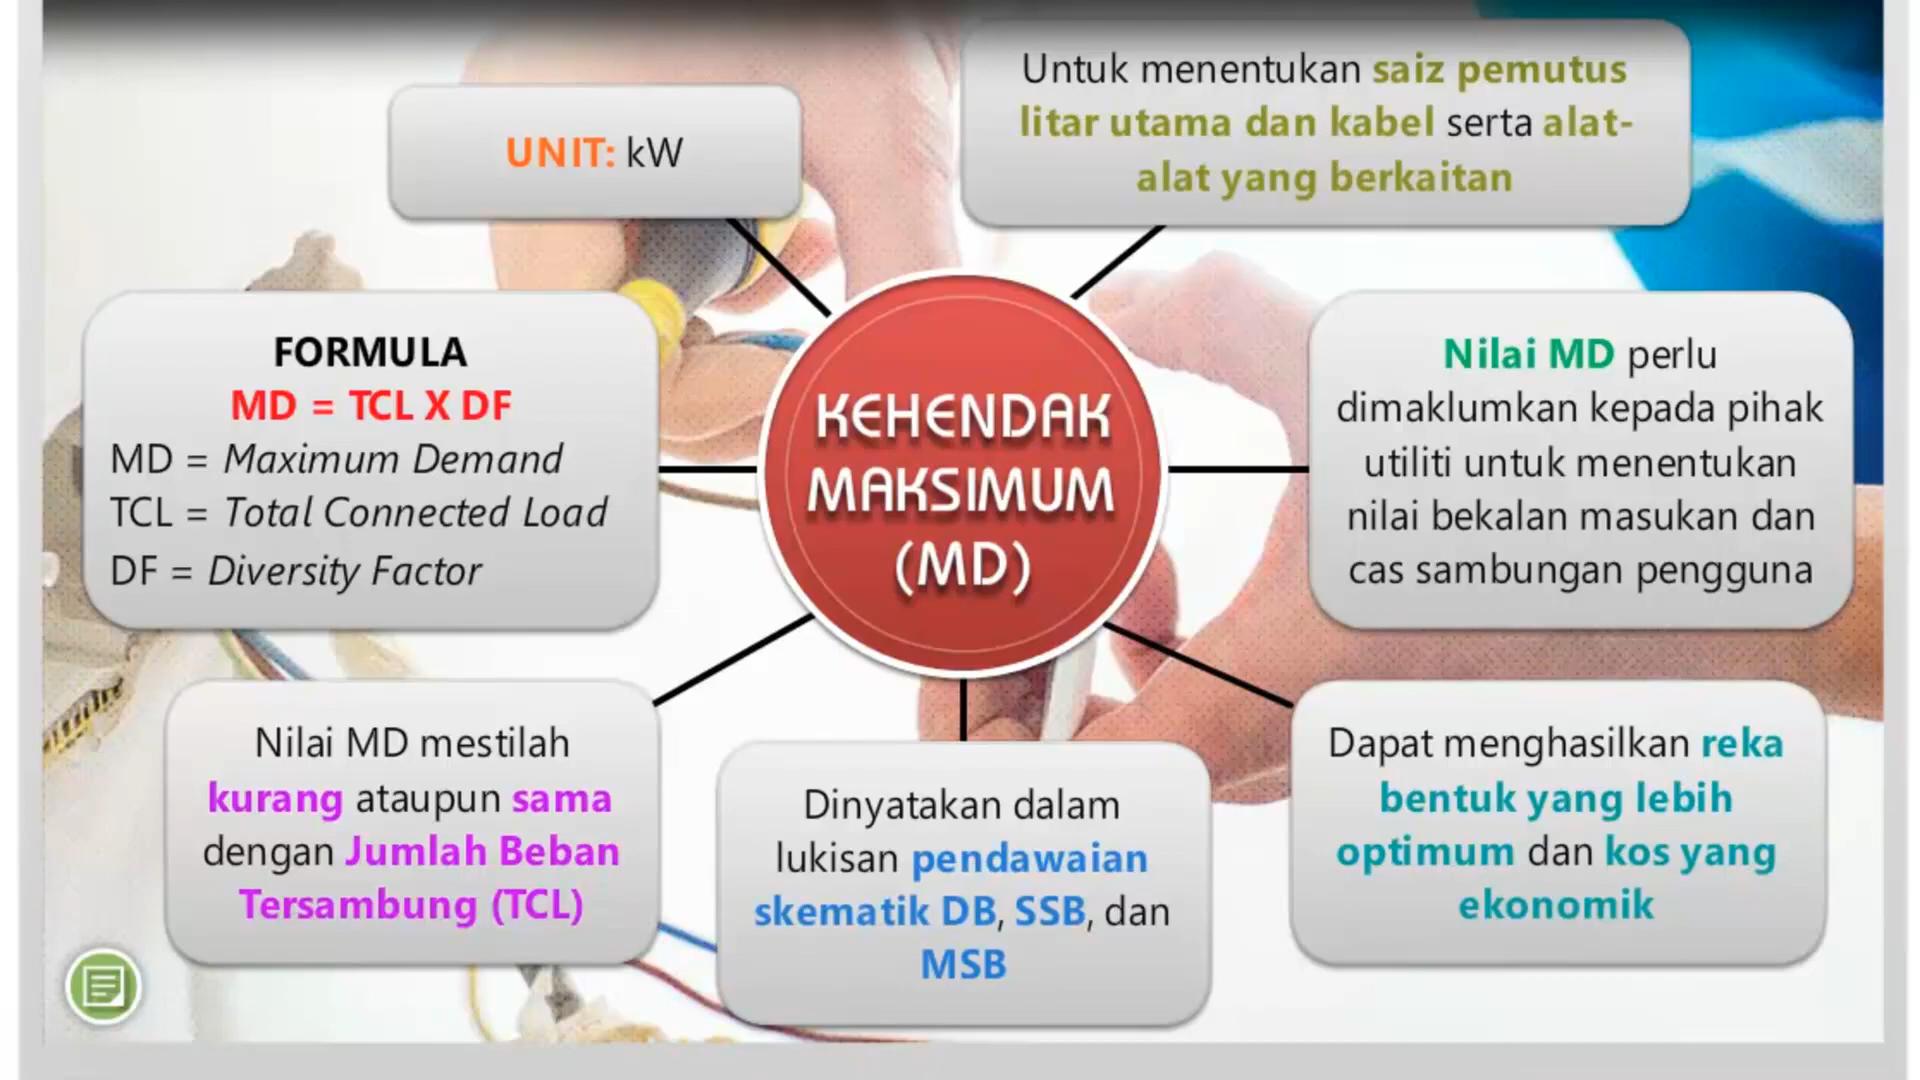 UNIT: kW
Untuk menentukan saiz pemutus
litar utama dan kabel serta alat-
alat yang berkaitan
FORMULA
MD = TCL X DF
MD = Maximum Demand
TCL = Total Connected Load
DF = Diversity Factor
KEHENDAK
MAKSIMUM
(MD)
Nilai MD perlu
dimaklumkan kepada pihak
utiliti untuk menentukan
nilai bekalan masukan dan
cas sambungan pengguna
Nilai MD mestilah
kurang ataupun sama
dengan Jumlah Beban
Tersambung (TCL)
Dinyatakan dalam
lukisan pendawaian
skematik DB, SSB, dan
MSB
Dapat menghasilkan reka
bentuk yang lebih
optimum dan kos yang
ekonomik